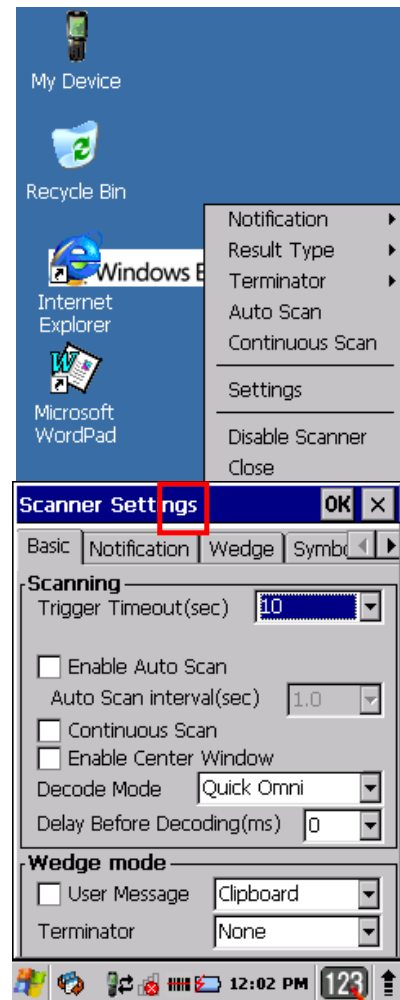 My Device
Recycle Bin
Windows
Internet
Explorer
Microsoft
WordPad
Notification
Result Type
Terminator
Auto Scan
Continuous Scan
Settings
Disable Scanner
Close
Scanner Settings OK
Basic Notification Wedge
Scanning
Trigger Timeout(sec) 10
Enable Auto Scan
Auto Scan interval(sec) 1.0
Continuous Scan
Enable Center Window
Decode Mode Quick Omni
Delay Before Decoding(ms) 0
Wedge mode
User Message Clipboard
Terminator None
12:02 PM 123